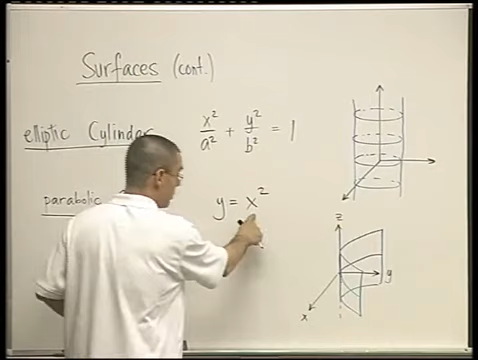 Surfaces (cont.)
elliptic Cylinder x²/a² + y²/b² = 1
parabolic y = x²
z
y
x